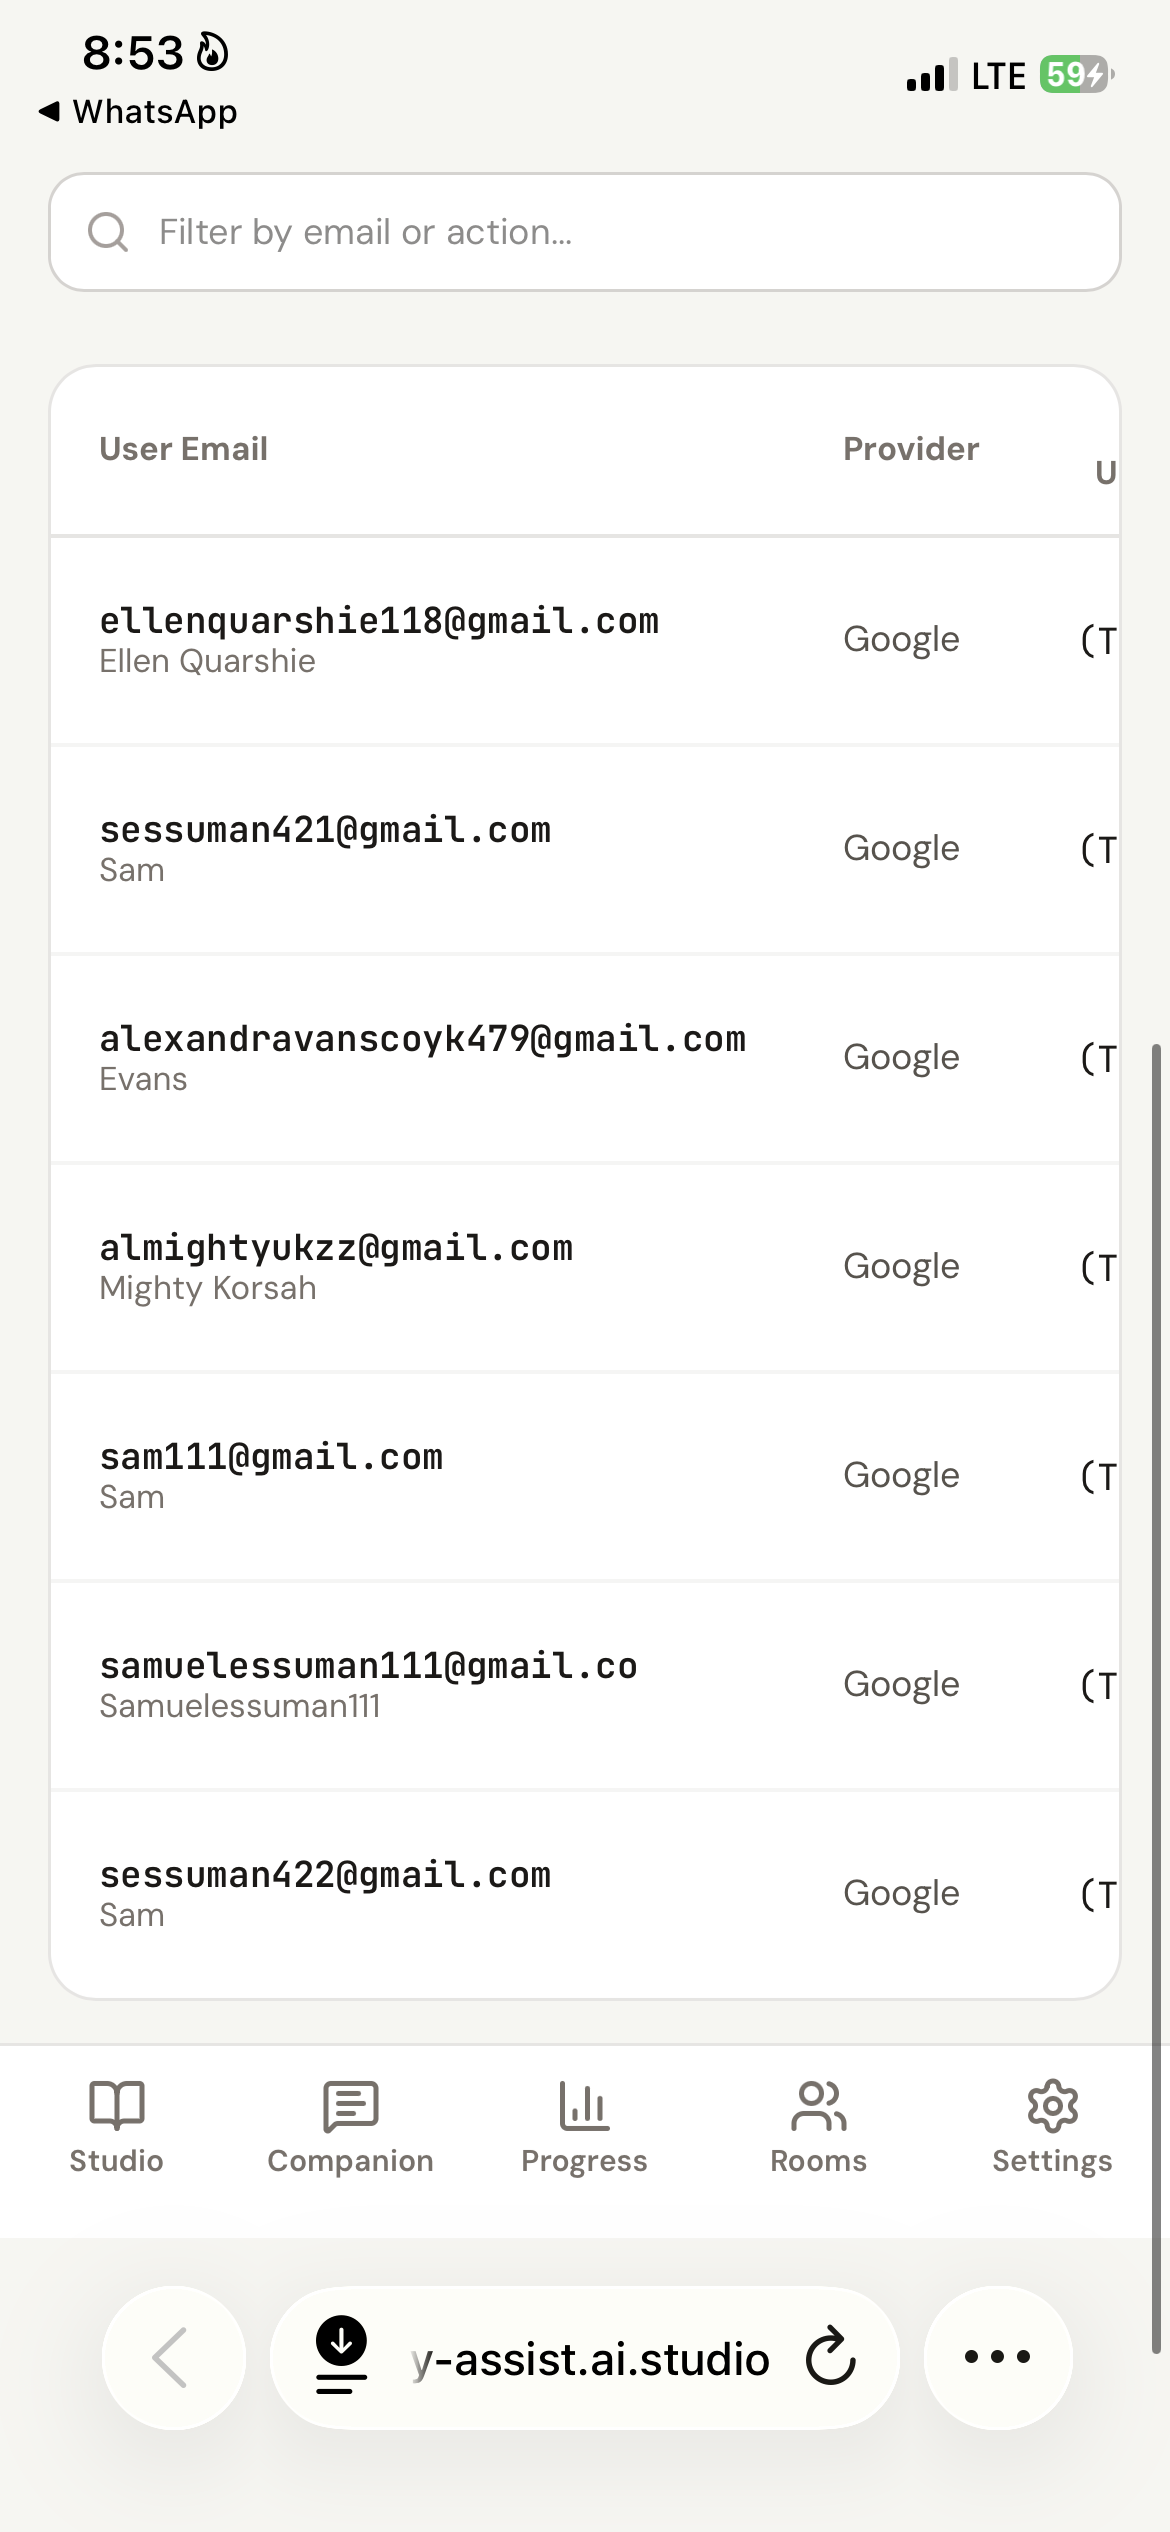 8:53
LTE 59
◀ WhatsApp
Filter by email or action...
User Email Provider U
ellenquarshie118@gmail.com
Ellen Quarshie
Google (T
sessuman421@gmail.com
Sam
Google (T
alexandravanscoyk479@gmail.com
Evans
Google (T
almightyukzz@gmail.com
Mighty Korsah
Google (T
sam111@gmail.com
Sam
Google (T
samuelessuman111@gmail.co
Samuelessuman111
Google (T
sessuman422@gmail.com
Sam
Google (T
Studio Companion Progress Rooms Settings
y-assist.ai.studio